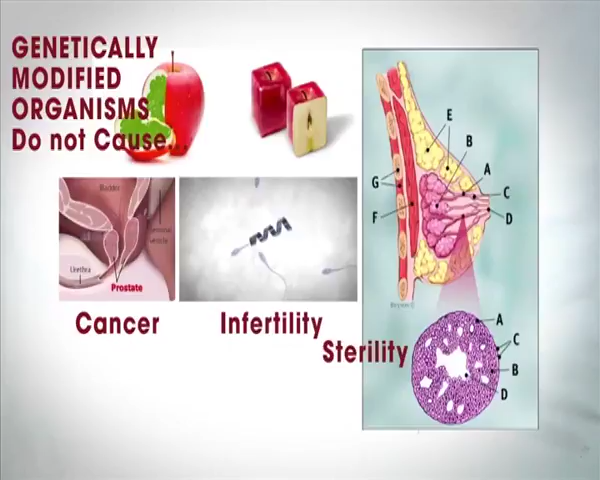 GENETICALLY
MODIFIED
ORGANISMS
Do not Cause...
Bladder
Urethra
Prostate
Cancer
Infertility
Sterility
E
B
A
G
C
F
D
A
C
B
D